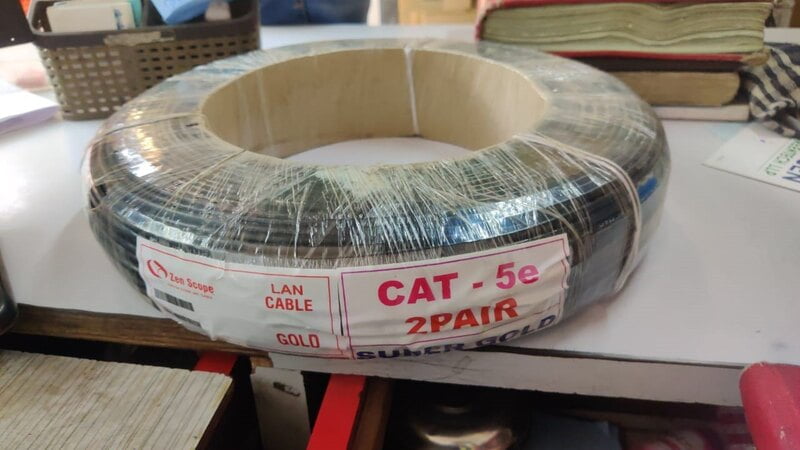 Zen Scope
LAN
CABLE
GOLD
CAT - 5e
2PAIR
SUPER GOLD